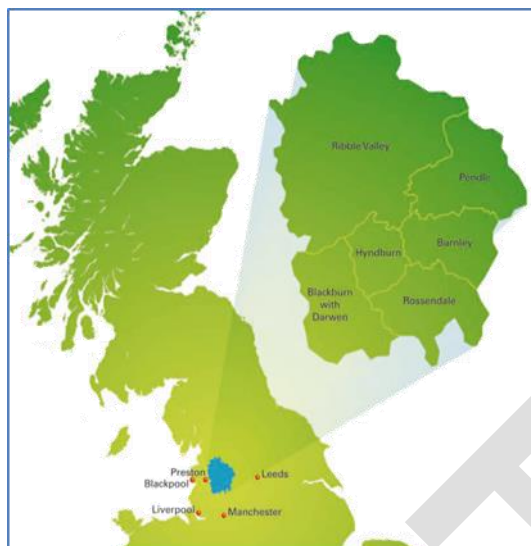 Ribble Valley
Pendle
Hyndburn
Burnley
Blackburn
with
Darwen
Rossendale
Preston
Blackpool
Leeds
Liverpool
Manchester